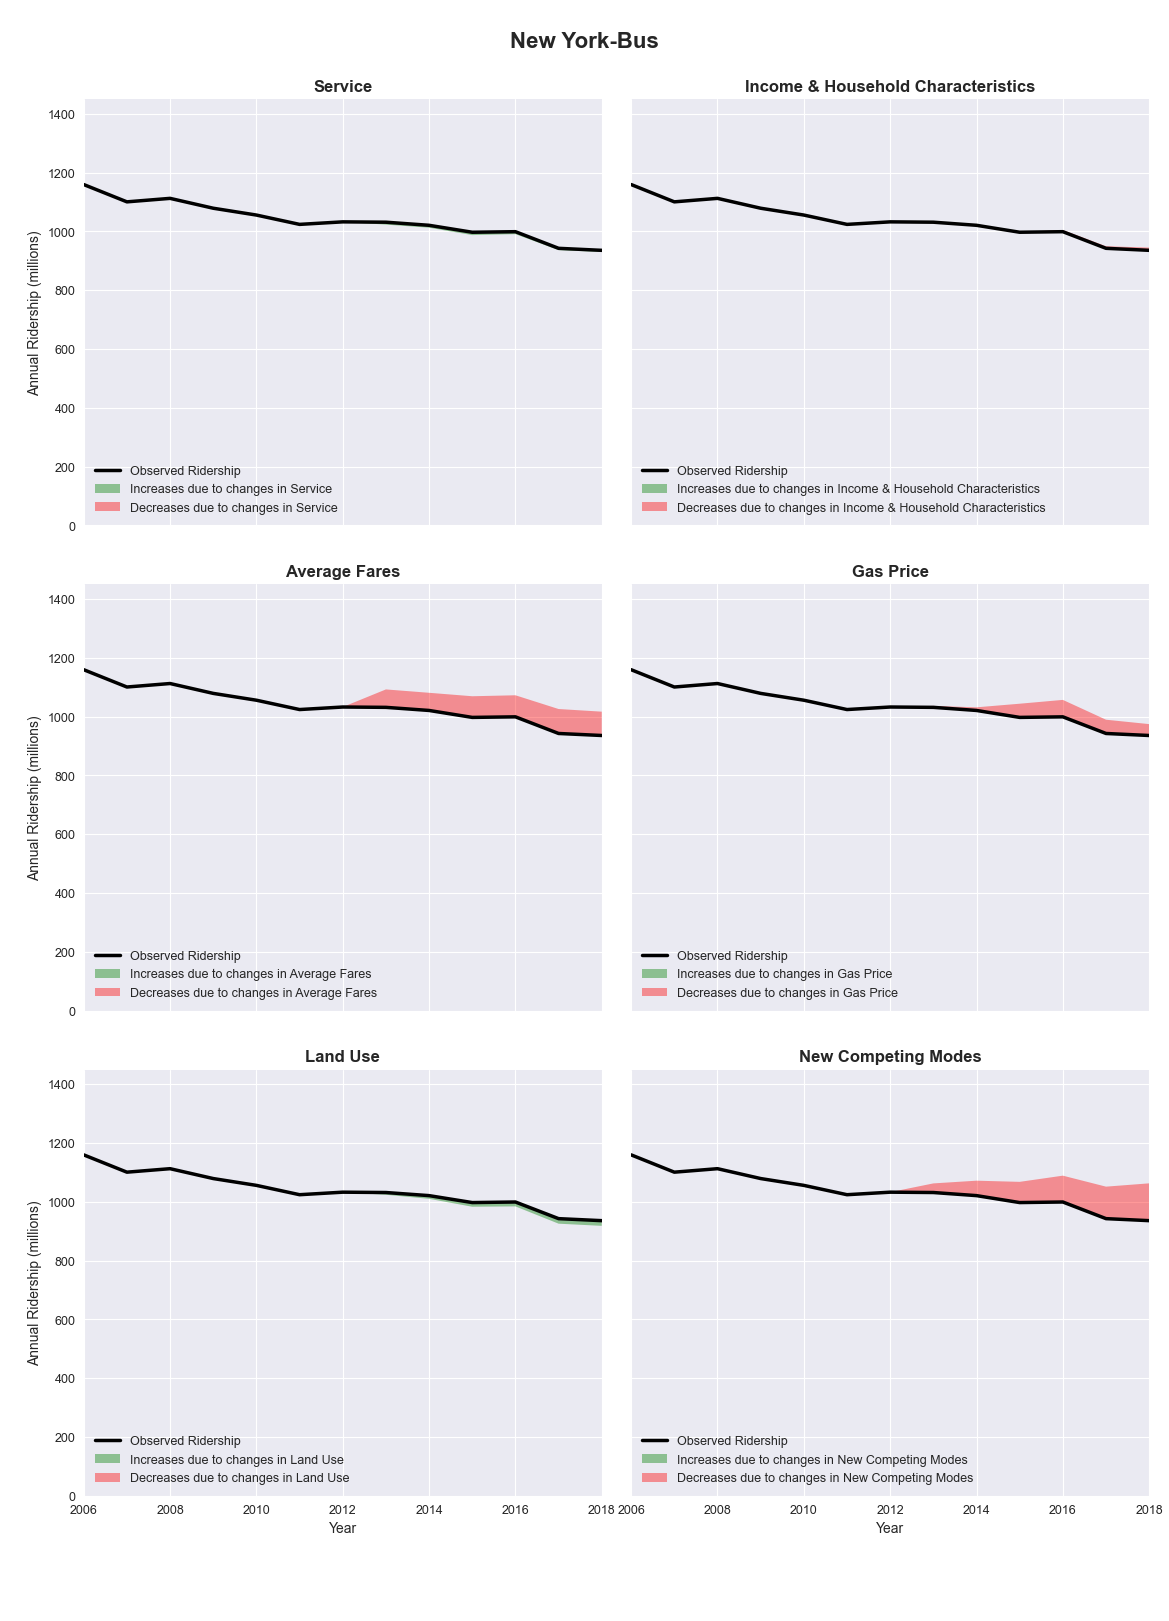 New York-Bus
Service
Income & Household Characteristics
1400
1200
1000
800
600
400
200
0
Annual Ridership (millions)
Observed Ridership
Increases due to changes in Service
Decreases due to changes in Service
Observed Ridership
Increases due to changes in Income & Household Characteristics
Decreases due to changes in Income & Household Characteristics
Average Fares
Gas Price
1400
1200
1000
800
600
400
200
0
Annual Ridership (millions)
Observed Ridership
Increases due to changes in Average Fares
Decreases due to changes in Average Fares
Observed Ridership
Increases due to changes in Gas Price
Decreases due to changes in Gas Price
Land Use
New Competing Modes
1400
1200
1000
800
600
400
200
0
Annual Ridership (millions)
Observed Ridership
Increases due to changes in Land Use
Decreases due to changes in Land Use
Observed Ridership
Increases due to changes in New Competing Modes
Decreases due to changes in New Competing Modes
2006 2008 2010 2012 2014 2016 2018
2006 2008 2010 2012 2014 2016 2018
Year
Year